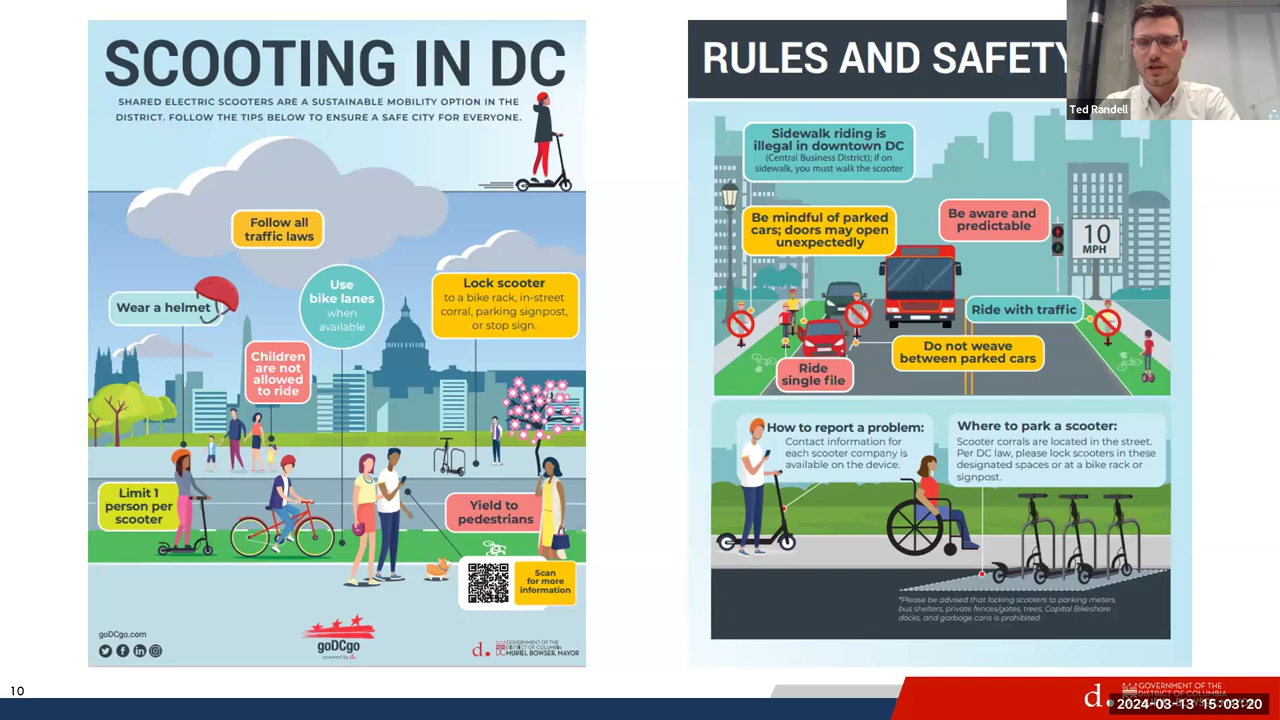 SCOOTING IN DC
SHARED ELECTRIC SCOOTERS ARE A SUSTAINABLE MOBILITY OPTION IN THE
DISTRICT. FOLLOW THE TIPS BELOW TO ENSURE A SAFE CITY FOR EVERYONE.
Follow all
traffic laws
Wear a helmet
Use
bike lanes
when
available
Lock scooter
to a bike rack, in-street
corral, parking signpost,
or stop sign.
Children
are not
allowed
to ride
Limit 1
person per
scooter
Yield to
pedestrians
Scan
for more
information
goDCgo.com
goDCgo
powered by d.
d.
GOVERNMENT OF THE
DISTRICT OF COLUMBIA
MURIEL BOWSER, MAYOR
RULES AND SAFETY
Sidewalk riding is
illegal in downtown DC
(Central Business District); if on
sidewalk, you must walk the scooter
Be mindful of parked
cars; doors may open
unexpectedly
Be aware and
predictable
10
MPH
Ride with traffic
Do not weave
between parked cars
Ride
single file
How to report a problem:
Contact information for
each scooter company is
available on the device.
Where to park a scooter:
Scooter corrals are located in the street.
Per DC law, please lock scooters in these
designated spaces or at a bike rack or
signpost.
*Please be advised that locking scooters to parking meters,
bus shelters, private fences/gates, trees, Capital Bikeshare
docks, and garbage cans is prohibited.
Ted Randell
10
d.
GOVERNMENT OF THE
DISTRICT OF COLUMBIA
2024-03-13 15:03:20